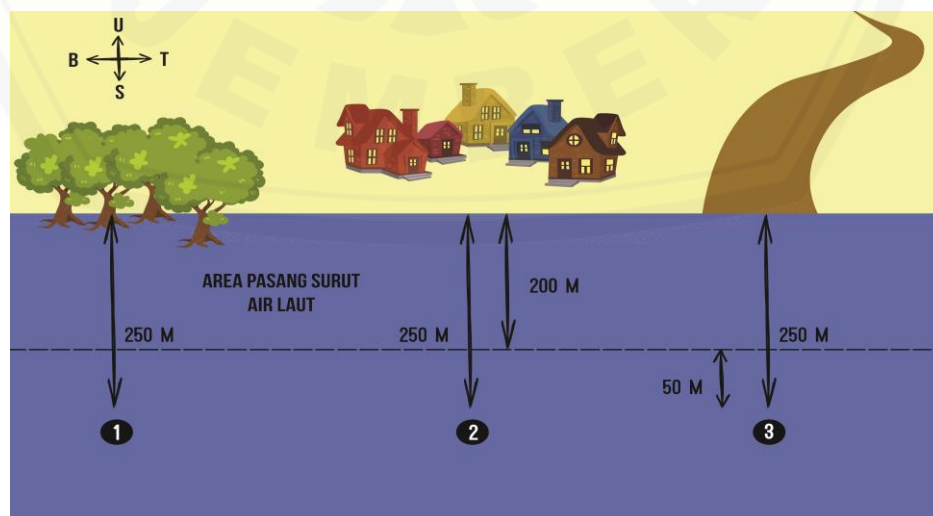 U
B T
S
200 M
AREA PASANG SURUT
AIR LAUT
250 M 250 M 250 M
50 M
1 2 3